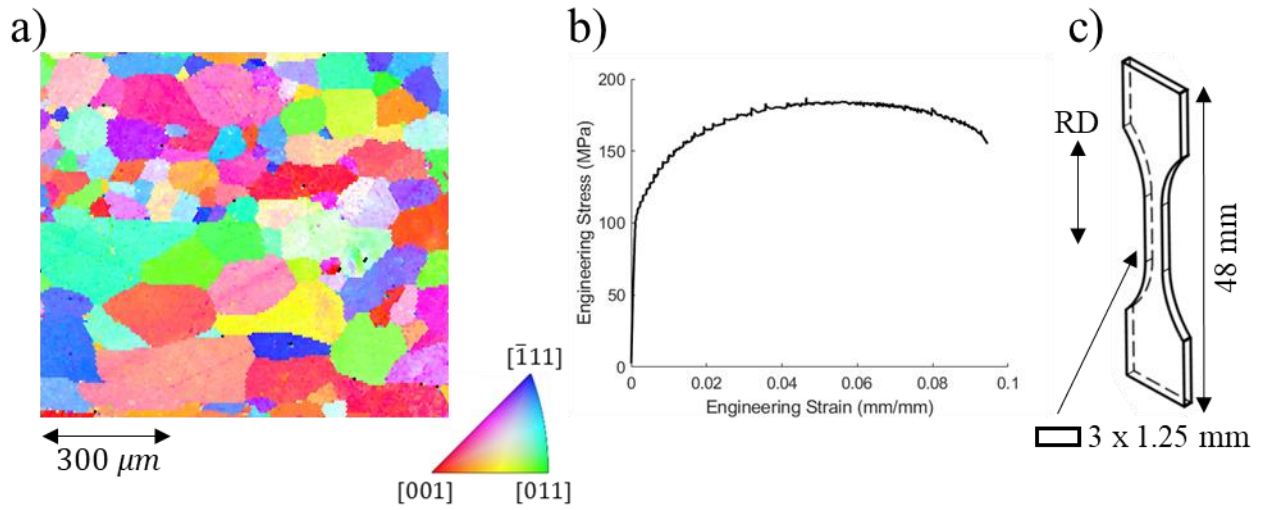 a)
300 μm
[1̅11]
[001]
[011]
b)
200
150
100
50
0
Engineering Stress (MPa)
0
0.02
0.04
0.06
0.08
0.1
Engineering Strain (mm/mm)
c)
RD
48 mm
3 x 1.25 mm